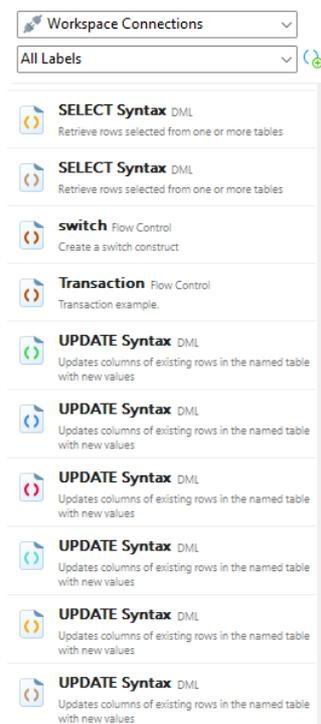 Workspace Connections
All Labels
SELECT Syntax DML
Retrieve rows selected from one or more tables
SELECT Syntax DML
Retrieve rows selected from one or more tables
switch Flow Control
Create a switch construct
Transaction Flow Control
Transaction example.
UPDATE Syntax DML
Updates columns of existing rows in the named table
with new values
UPDATE Syntax DML
Updates columns of existing rows in the named table
with new values
UPDATE Syntax DML
Updates columns of existing rows in the named table
with new values
UPDATE Syntax DML
Updates columns of existing rows in the named table
with new values
UPDATE Syntax DML
Updates columns of existing rows in the named table
with new values
UPDATE Syntax DML
Updates columns of existing rows in the named table
with new values